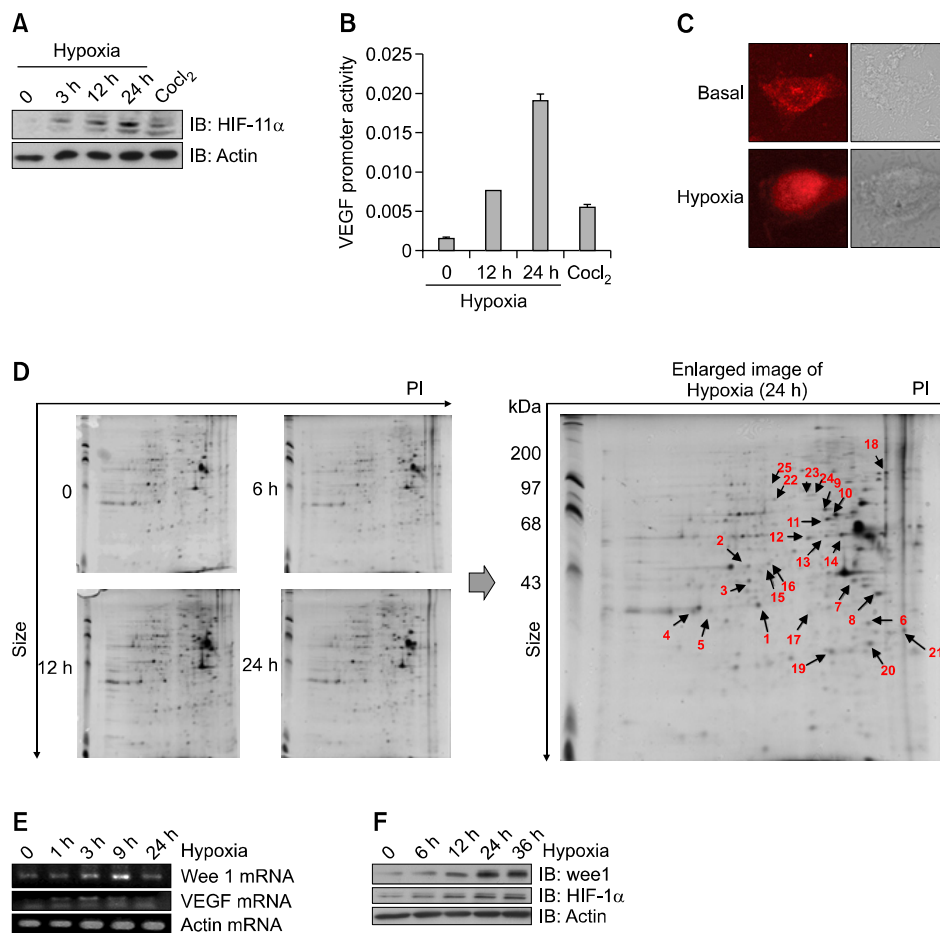 A
Hypoxia
0 3 h 12 h 24 h Cocl2
IB: HIF-11α
IB: Actin
B
VEGF promoter activity
0.025
0.020
0.015
0.010
0.005
0
0 12 h 24 h Cocl2
Hypoxia
C
Basal
Hypoxia
D
PI
0
6 h
12 h
24 h
Size
Enlarged image of
Hypoxia (24 h)
PI
kDa
200
97
68
43
Size
18
25 23
22 24 9
10
11
12
2 13 14
16
3 15 7
4 5 1 17 8 6
21
19 20
E
0 1 h 3 h 9 h 24 h Hypoxia
Wee 1 mRNA
VEGF mRNA
Actin mRNA
F
0 6 h 12 h 24 h 36 h Hypoxia
IB: wee1
IB: HIF-1α
IB: Actin